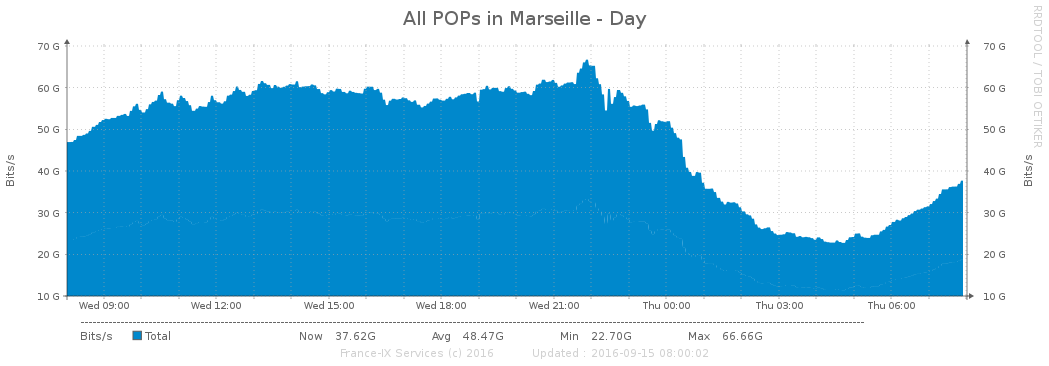 All POPs in Marseille - Day
RRDTOOL / TOBI OETIKER
70 G 70 G
60 G 60 G
50 G 50 G
40 G 40 G
30 G 30 G
20 G 20 G
10 G 10 G
Bits/s
Bits/s
Wed 09:00 Wed 12:00 Wed 15:00 Wed 18:00 Wed 21:00 Thu 00:00 Thu 03:00 Thu 06:00
Bits/s Total Now 37.62G Avg 48.47G Min 22.70G Max 66.66G
France-IX Services (c) 2016 Updated : 2016-09-15 08:00:02